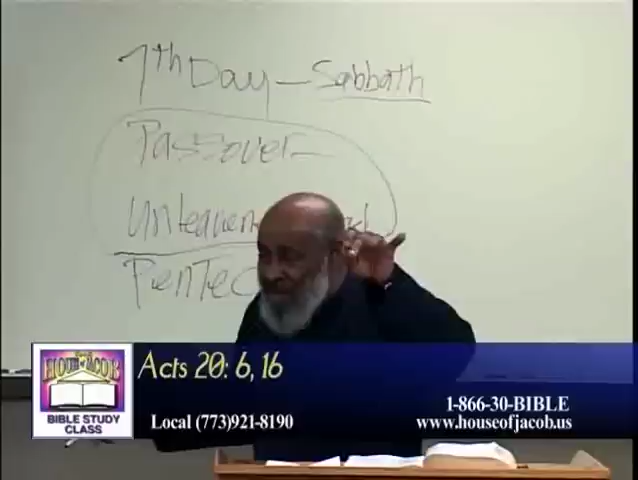 7th Day — Sabbath
Passover —
Pentec
HOUSE OF JACOB
BIBLE STUDY
CLASS
Acts 20: 6, 16
Local (773)921-8190
1-866-30-BIBLE
www.houseofjacob.us